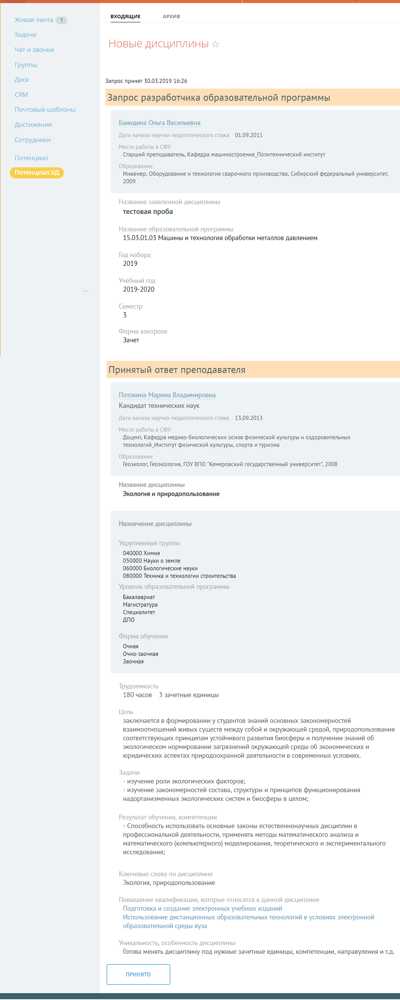 Живая лента 1
Задачи
Чат и звонки
Группы
Диск
CRM
Почтовые шаблоны
Достижения
Сотрудники
Потенциал
Потенциал УД
...
ВХОДЯЩИЕ АРХИВ
Новые дисциплины
Запрос принят 30.03.2019 16:26
Запрос разработчика образовательной программы
Баяндина Ольга Васильевна
Дата начала научно-педагогического стажа 01.09.2011
Место работы в СФУ
Старший преподаватель, Кафедра машиностроения_Политехнический институт
Образование
Инженер, Оборудование и технология сварочного производства, Сибирский федеральный университет,
2009
Название заявленной дисциплины
тестовая проба
Название образовательной программы
15.03.01.03 Машины и технология обработки металлов давлением
Год набора
2019
Учебный год
2019-2020
Семестр
3
Форма контроля
Зачет
Принятый ответ преподавателя
Потокина Марина Владимировна
Кандидат технических наук
Дата начала научно-педагогического стажа 13.09.2013
Место работы в СФУ
Доцент, Кафедра медико-биологических основ физической культуры и оздоровительных
технологий_Институт физической культуры, спорта и туризма
Образование
Геоэколог, Геоэкология, ГОУ ВПО "Кемеровский государственный университет", 2008
Название дисциплины
Экология и природопользование
Назначение дисциплины
Укрупненные группы
040000 Химия
050000 Науки о земле
060000 Биологические науки
080000 Техника и технологии строительства
Уровень образовательной программы
Бакалавриат
Магистратура
Специалитет
ДПО
Форма обучения
Очная
Очно-заочная
Заочная
Трудоемкость
180 часов 3 зачетные единицы
Цель
заключается в формировании у студентов знаний основных закономерностей
взаимоотношений живых существ между собой и окружающей средой, природопользования
соответствующих принципам устойчивого развития биосферы и получении знаний об
экологическом нормировании загрязнений окружающей среды об экономических и
юридических аспектах природоохранной деятельности в современных условиях.
Задачи
- изучение роли экологических факторов;
- изучение закономерностей состава, структуры и принципов функционирования
надорганизменных экологических систем и биосферы в целом;
Результат обучения, компетенции
- Способность использовать основные законы естественнонаучных дисциплин в
профессиональной деятельности, применять методы математического анализа и
математического (компьютерного) моделирования, теоретического и экспериментального
исследования;
Ключевые слова по дисциплине
Экология, природопользование
Повышение квалификации, которые относятся к данной дисциплине
Подготовка и создание электронных учебных изданий
Использование дистанционных образовательных технологий в условиях электронной
образовательной среды вуза
Уникальность, особенность дисциплины
Готова менять дисциплину под нужные зачетные единицы, компетенции, направуления и т.д.
ПРИНЯТО